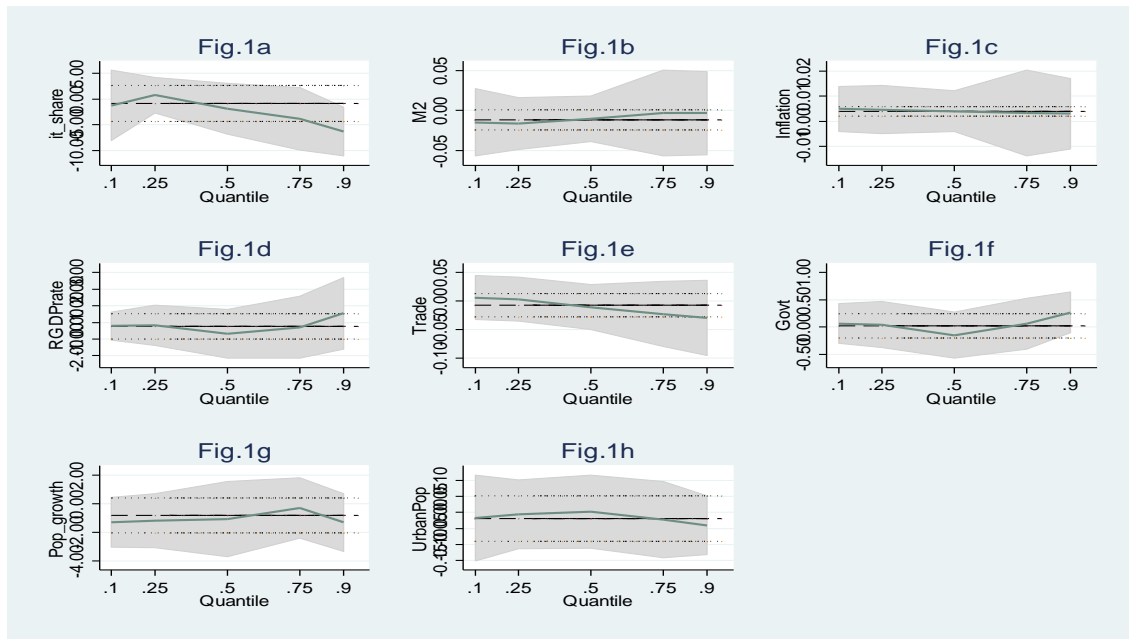 Fig.1a
Fig.1b
Fig.1c
it_share
.1 .25 .5 .75 .9
Quantile
M2
-0.05 0.00 0.05
.1 .25 .5 .75 .9
Quantile
Inflation
.1 .25 .5 .75 .9
Quantile
Fig.1d
Fig.1e
Fig.1f
RGDPrate
.1 .25 .5 .75 .9
Quantile
Trade
.1 .25 .5 .75 .9
Quantile
Govt
.1 .25 .5 .75 .9
Quantile
Fig.1g
Fig.1h
Pop_growth
.1 .25 .5 .75 .9
Quantile
UrbanPop
.1 .25 .5 .75 .9
Quantile